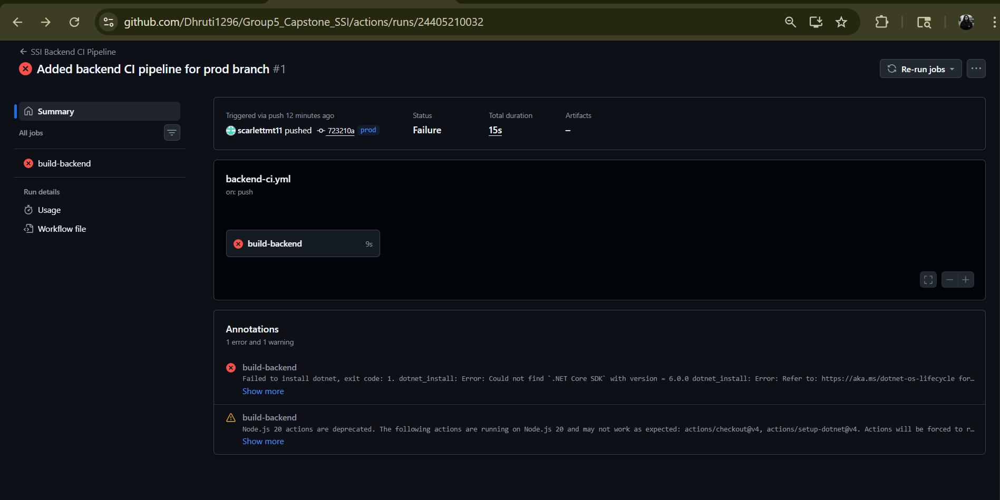 github.com/Dhruti1296/Group5_Capstone_SSI/actions/runs/24405210032
SSI Backend CI Pipeline
Added backend CI pipeline for prod branch #1
Re-run jobs
Summary
All jobs
build-backend
Run details
Usage
Workflow file
Triggered via push 12 minutes ago
scarlettmt11 pushed 723210a prod
Status
Failure
Total duration
15s
Artifacts
–
backend-ci.yml
on: push
build-backend 9s
Annotations
1 error and 1 warning
build-backend
Failed to install dotnet, exit code: 1. dotnet_install: Error: Could not find `.NET Core SDK` with version = 6.0.0 dotnet_install: Error: Refer to: https://aka.ms/dotnet-os-lifecycle for…
Show more
build-backend
Node.js 20 actions are deprecated. The following actions are running on Node.js 20 and may not work as expected: actions/checkout@v4, actions/setup-dotnet@v4. Actions will be forced to r…
Show more